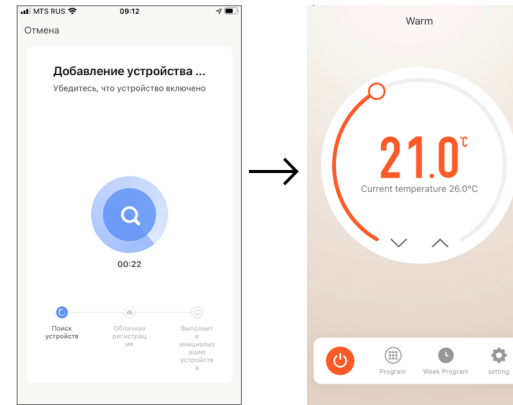 MTS RUS 09:12
Отмена
Добавление устройства ...
Убедитесь, что устройство включено
00:22
Поиск
устройств
Облачная
регистрац
ия
Выполнит
е
инициализ
ацию
устройств
а
Warm
21.0°C
Current temperature 26.0°C
Program
Week Program
setting